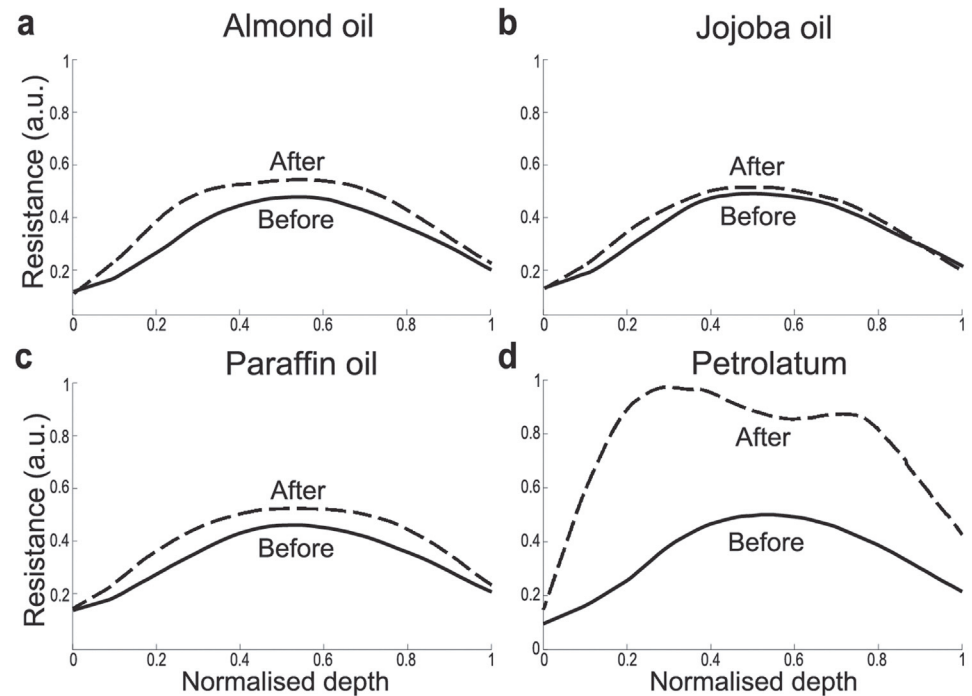 a Almond oil
b Jojoba oil
Resistance (a.u.)
1
0.8
0.6
0.4
0.2
After
Before
0 0.2 0.4 0.6 0.8 1
1
0.8
0.6
0.4
0.2
After
Before
0 0.2 0.4 0.6 0.8 1
c Paraffin oil
d Petrolatum
Resistance (a.u.)
1
0.8
0.6
0.4
0.2
After
Before
0 0.2 0.4 0.6 0.8 1
Normalised depth
1
0.8
0.6
0.4
0.2
0
After
Before
0 0.2 0.4 0.6 0.8 1
Normalised depth